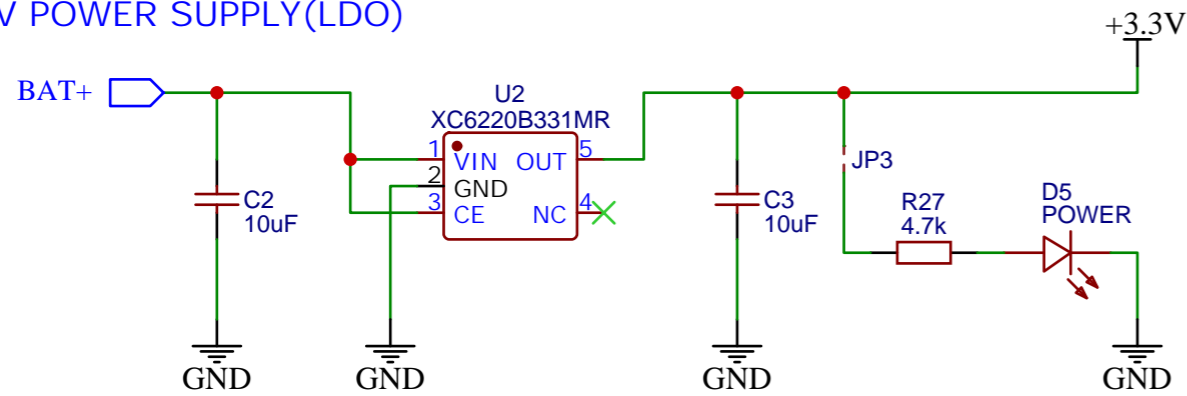 V POWER SUPPLY(LDO)
+3.3V
BAT+
U2
XC6220B331MR
1 VIN OUT 5
2 GND
3 CE NC 4
C2
10uF
C3
10uF
JP3
R27
4.7k
D5
POWER
GND
GND
GND
GND